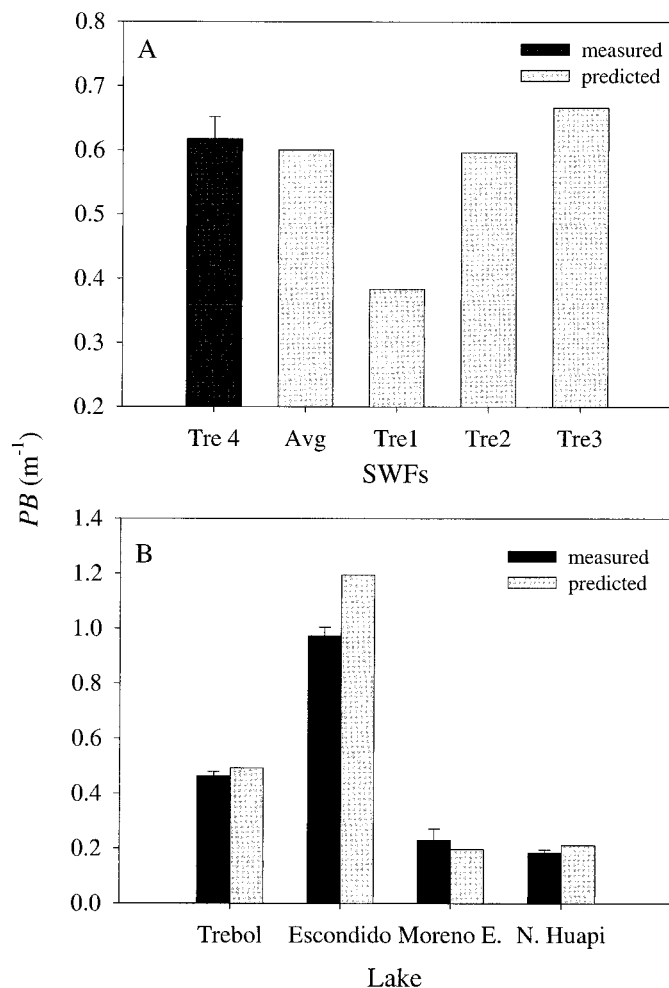 A
measured
predicted
0.8
0.7
0.6
0.5
0.4
0.3
0.2
Tre 4 Avg Tre1 Tre2 Tre3
SWFs
PB (m-1)
B
measured
predicted
1.4
1.2
1.0
0.8
0.6
0.4
0.2
0.0
Trebol Escondido Moreno E. N. Huapi
Lake